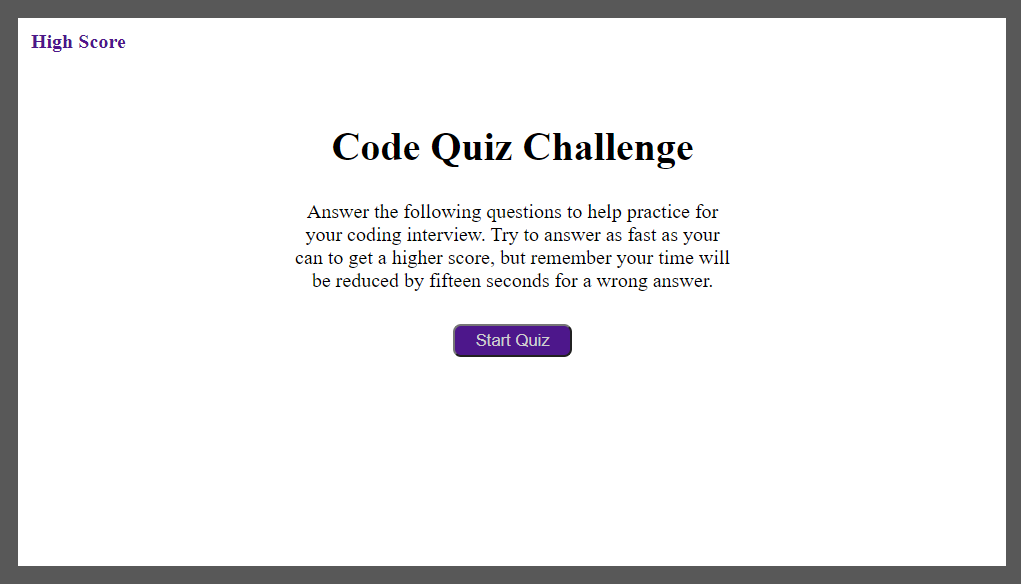 High Score
Code Quiz Challenge
Answer the following questions to help practice for
your coding interview. Try to answer as fast as your
can to get a higher score, but remember your time will
be reduced by fifteen seconds for a wrong answer.
Start Quiz